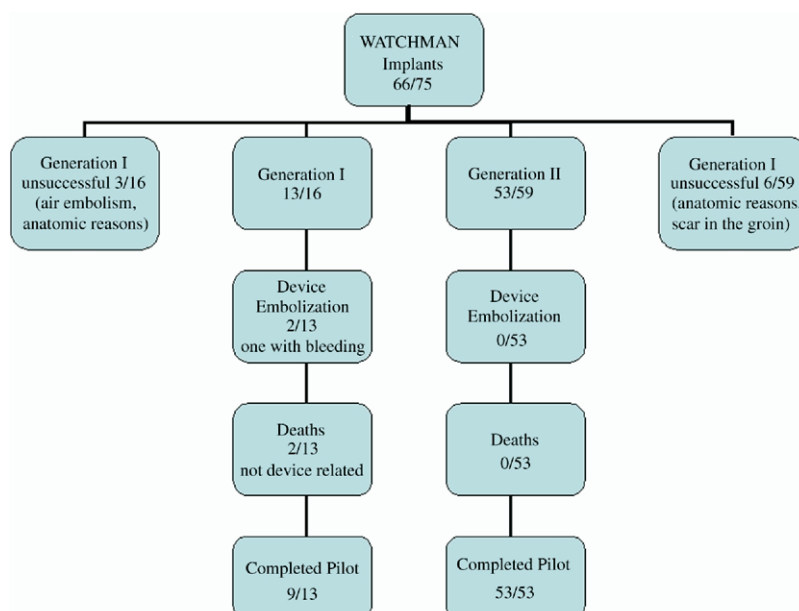 WATCHMAN
Implants
66/75
Generation I
unsuccessful 3/16
(air embolism,
anatomic reasons)
Generation I
13/16
Generation II
53/59
Generation I
unsuccessful 6/59
(anatomic reasons,
scar in the groin)
Device
Embolization
2/13
one with bleeding
Device
Embolization
0/53
Deaths
2/13
not device related
Deaths
0/53
Completed Pilot
9/13
Completed Pilot
53/53